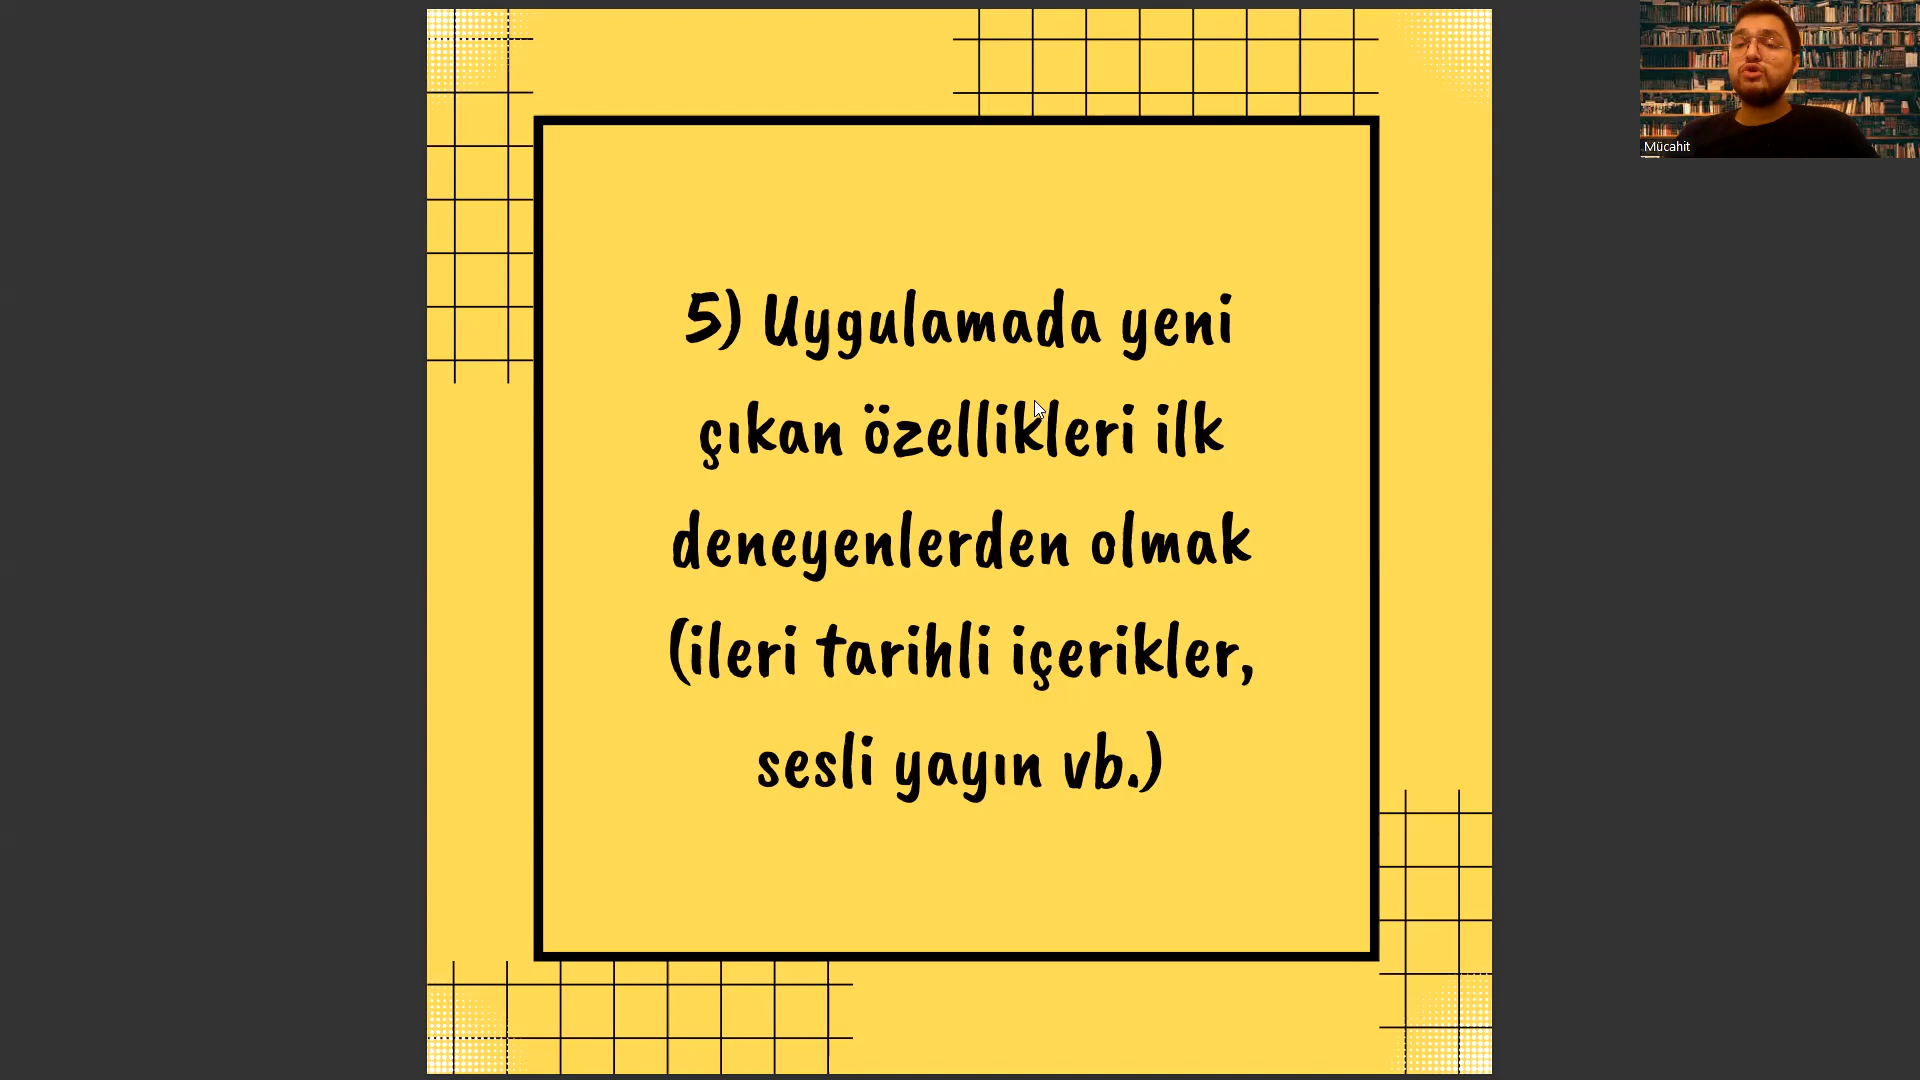 5) Uygulamada yeni
çıkan özellikleri ilk
deneyenlerden olmak
(ileri tarihli içerikler,
sesli yayın vb.)
Mücahit